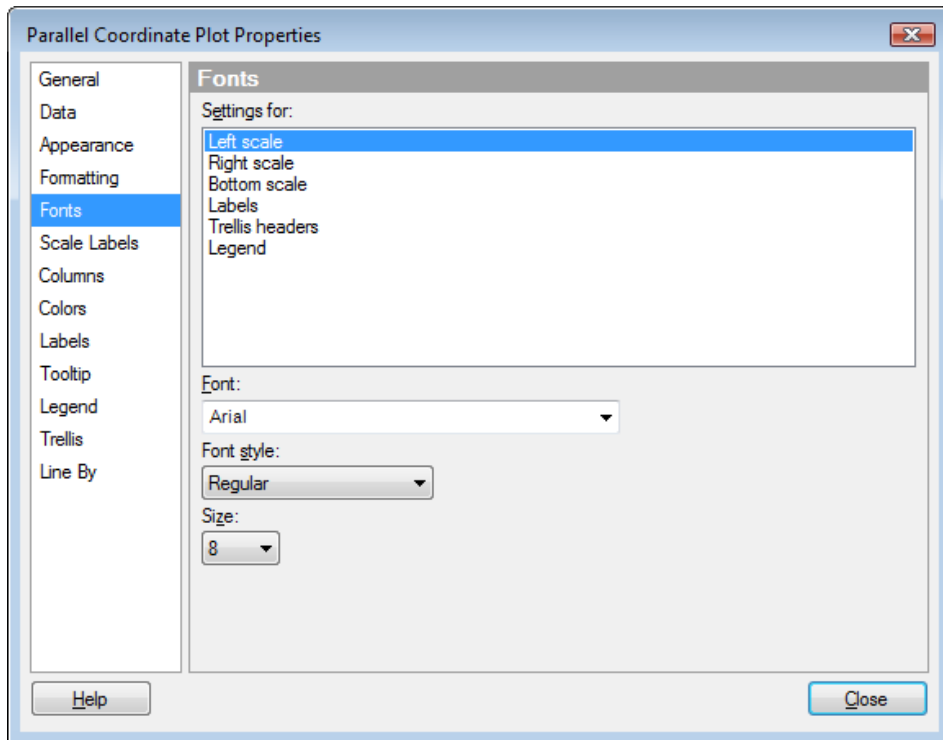 Parallel Coordinate Plot Properties
General
Data
Appearance
Formatting
Fonts
Scale Labels
Columns
Colors
Labels
Tooltip
Legend
Trellis
Line By
Fonts
Settings for:
Left scale
Right scale
Bottom scale
Labels
Trellis headers
Legend
Font:
Arial
Font style:
Regular
Size:
8
Help
Close